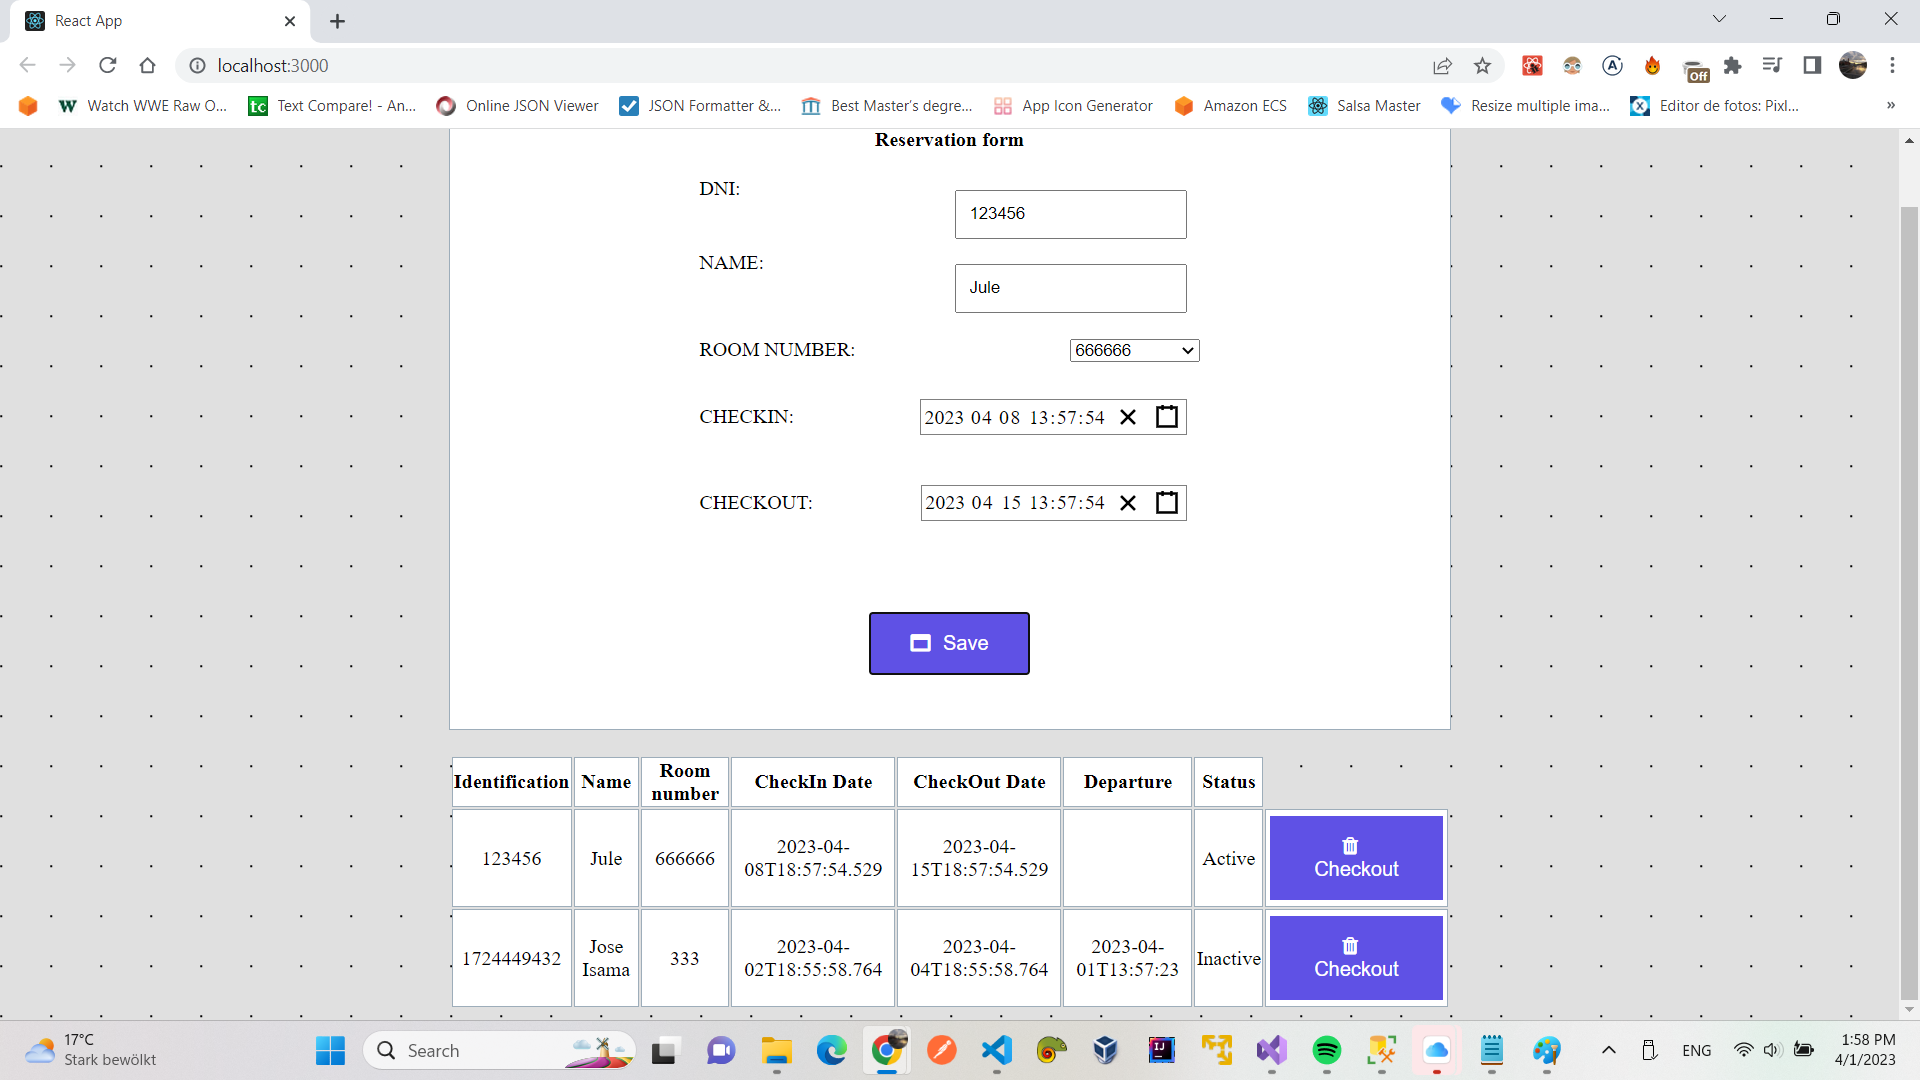 React App
localhost:3000
Off
Watch WWE Raw O...
Text Compare! - An...
Online JSON Viewer
JSON Formatter &...
Best Master's degre...
App Icon Generator
Amazon ECS
Salsa Master
Resize multiple ima...
Editor de fotos: Pixl...
»
Reservation form
DNI:
123456
NAME:
Jule
ROOM NUMBER:
666666
CHECKIN:
2023 04 08 13:57:54
CHECKOUT:
2023 04 15 13:57:54
Save
Identification Name Room number CheckIn Date CheckOut Date Departure Status
123456 Jule 666666 2023-04-08T18:57:54.529 2023-04-15T18:57:54.529 Active Checkout
1724449432 Jose Isama 333 2023-04-02T18:55:58.764 2023-04-04T18:55:58.764 2023-04-01T13:57:23 Inactive Checkout
17°C
Stark bewölkt
Search
ENG
1:58 PM
4/1/2023